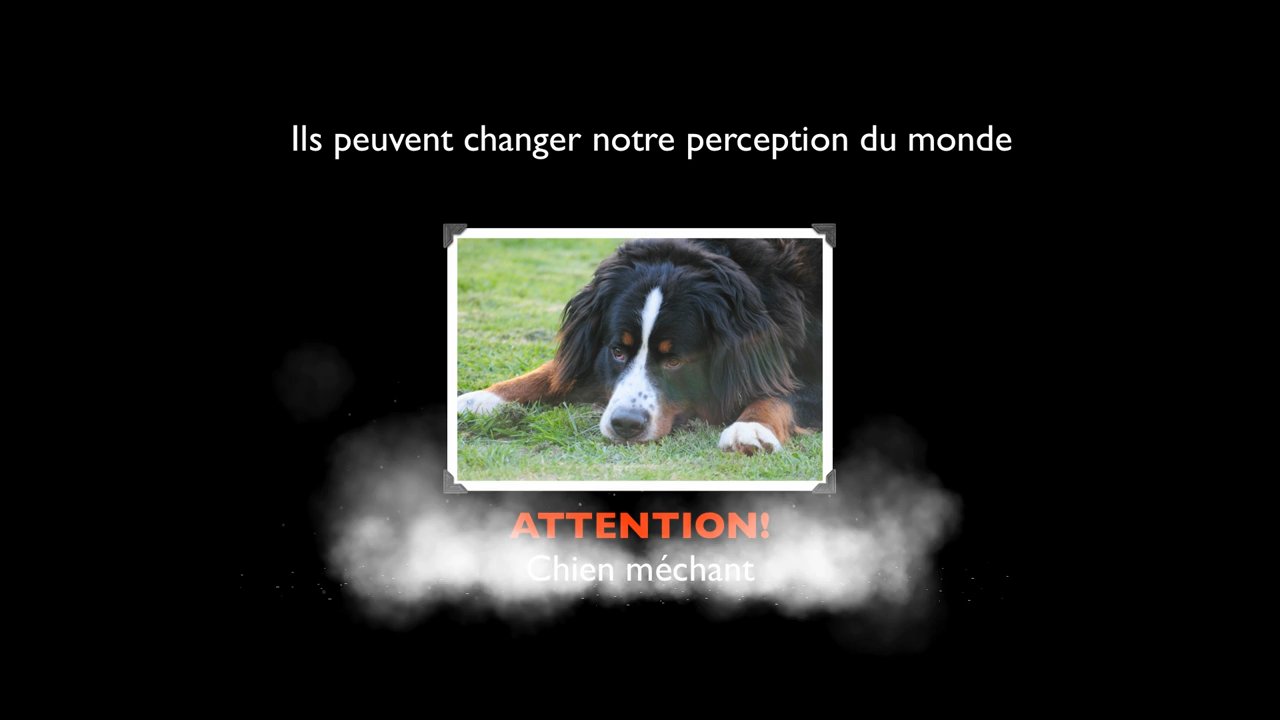 Ils peuvent changer notre perception du monde
ATTENTION!
Chien méchant